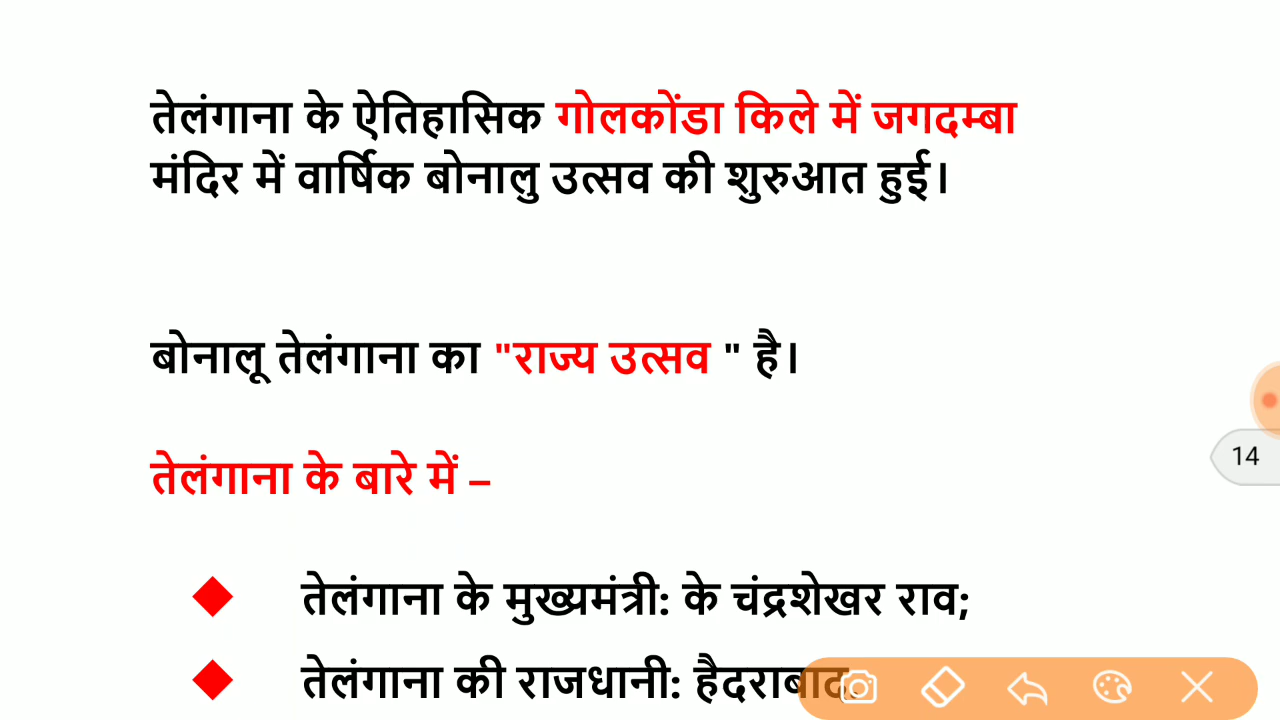 तेलंगाना के ऐतिहासिक गोलकोंडा किले में जगदम्बा
मंदिर में वार्षिक बोनालु उत्सव की शुरुआत हुई।
बोनालू तेलंगाना का "राज्य उत्सव " है।
तेलंगाना के बारे में –
14
तेलंगाना के मुख्यमंत्री: के चंद्रशेखर राव;
तेलंगाना की राजधानी: हैदराबाद.